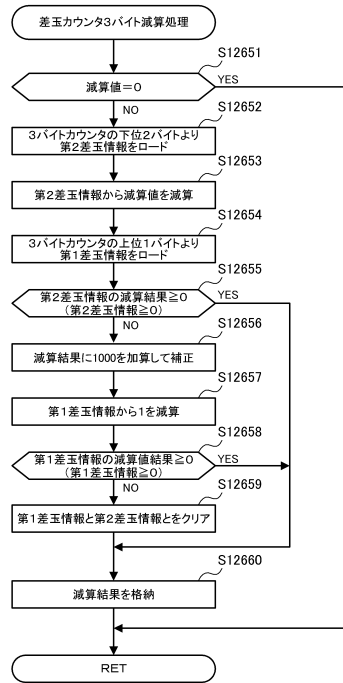 差玉カウンタ3バイト減算処理
S12651
減算値=0
YES
NO
S12652
3バイトカウンタの下位2バイトより
第2差玉情報をロード
S12653
第2差玉情報から減算値を減算
S12654
3バイトカウンタの上位1バイトより
第1差玉情報をロード
S12655
第2差玉情報の減算結果≧0
(第2差玉情報≧0)
YES
NO
S12656
減算結果に1000を加算して補正
S12657
第1差玉情報から1を減算
S12658
第1差玉情報の減算値結果≧0
(第1差玉情報≧0)
YES
NO
S12659
第1差玉情報と第2差玉情報とをクリア
S12660
減算結果を格納
RET